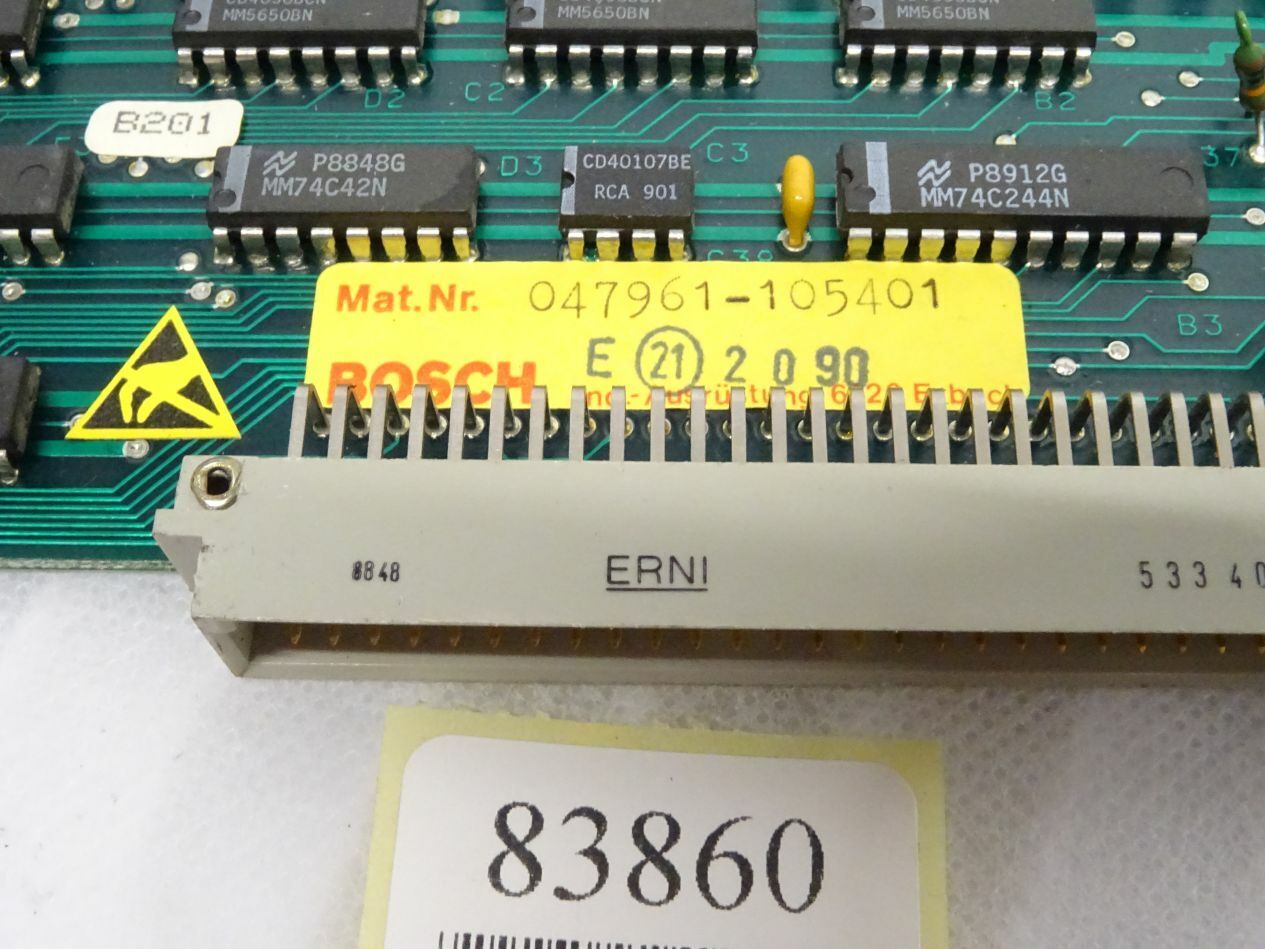 MM5650BN
MM5650BN
MM5650BN
D2
C2
B2
B201
P8848G
MM74C42N
D3
CD40107BE
RCA 901
C3
P8912G
MM74C244N
37
C38
B3
Mat.Nr. 047961-105401
E 21 2 0 90
BOSCH
8848
ERNI
533 40
83860